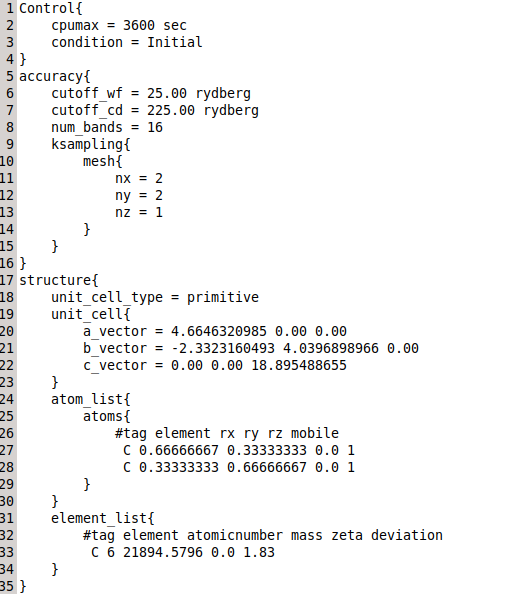 1 Control{
2     cpumax = 3600 sec
3     condition = Initial
4 }
5 accuracy{
6     cutoff_wf = 25.00 rydberg
7     cutoff_cd = 225.00 rydberg
8     num_bands = 16
9     ksampling{
10         mesh{
11             nx = 2
12             ny = 2
13             nz = 1
14         }
15     }
16 }
17 structure{
18     unit_cell_type = primitive
19     unit_cell{
20         a_vector = 4.6646320985 0.00 0.00
21         b_vector = -2.3323160493 4.0396898966 0.00
22         c_vector = 0.00 0.00 18.895488655
23     }
24     atom_list{
25         atoms{
26             #tag element rx ry rz mobile
27              C 0.66666667 0.33333333 0.0 1
28              C 0.33333333 0.66666667 0.0 1
29         }
30     }
31     element_list{
32         #tag element atomicnumber mass zeta deviation
33          C 6 21894.5796 0.0 1.83
34     }
35 }